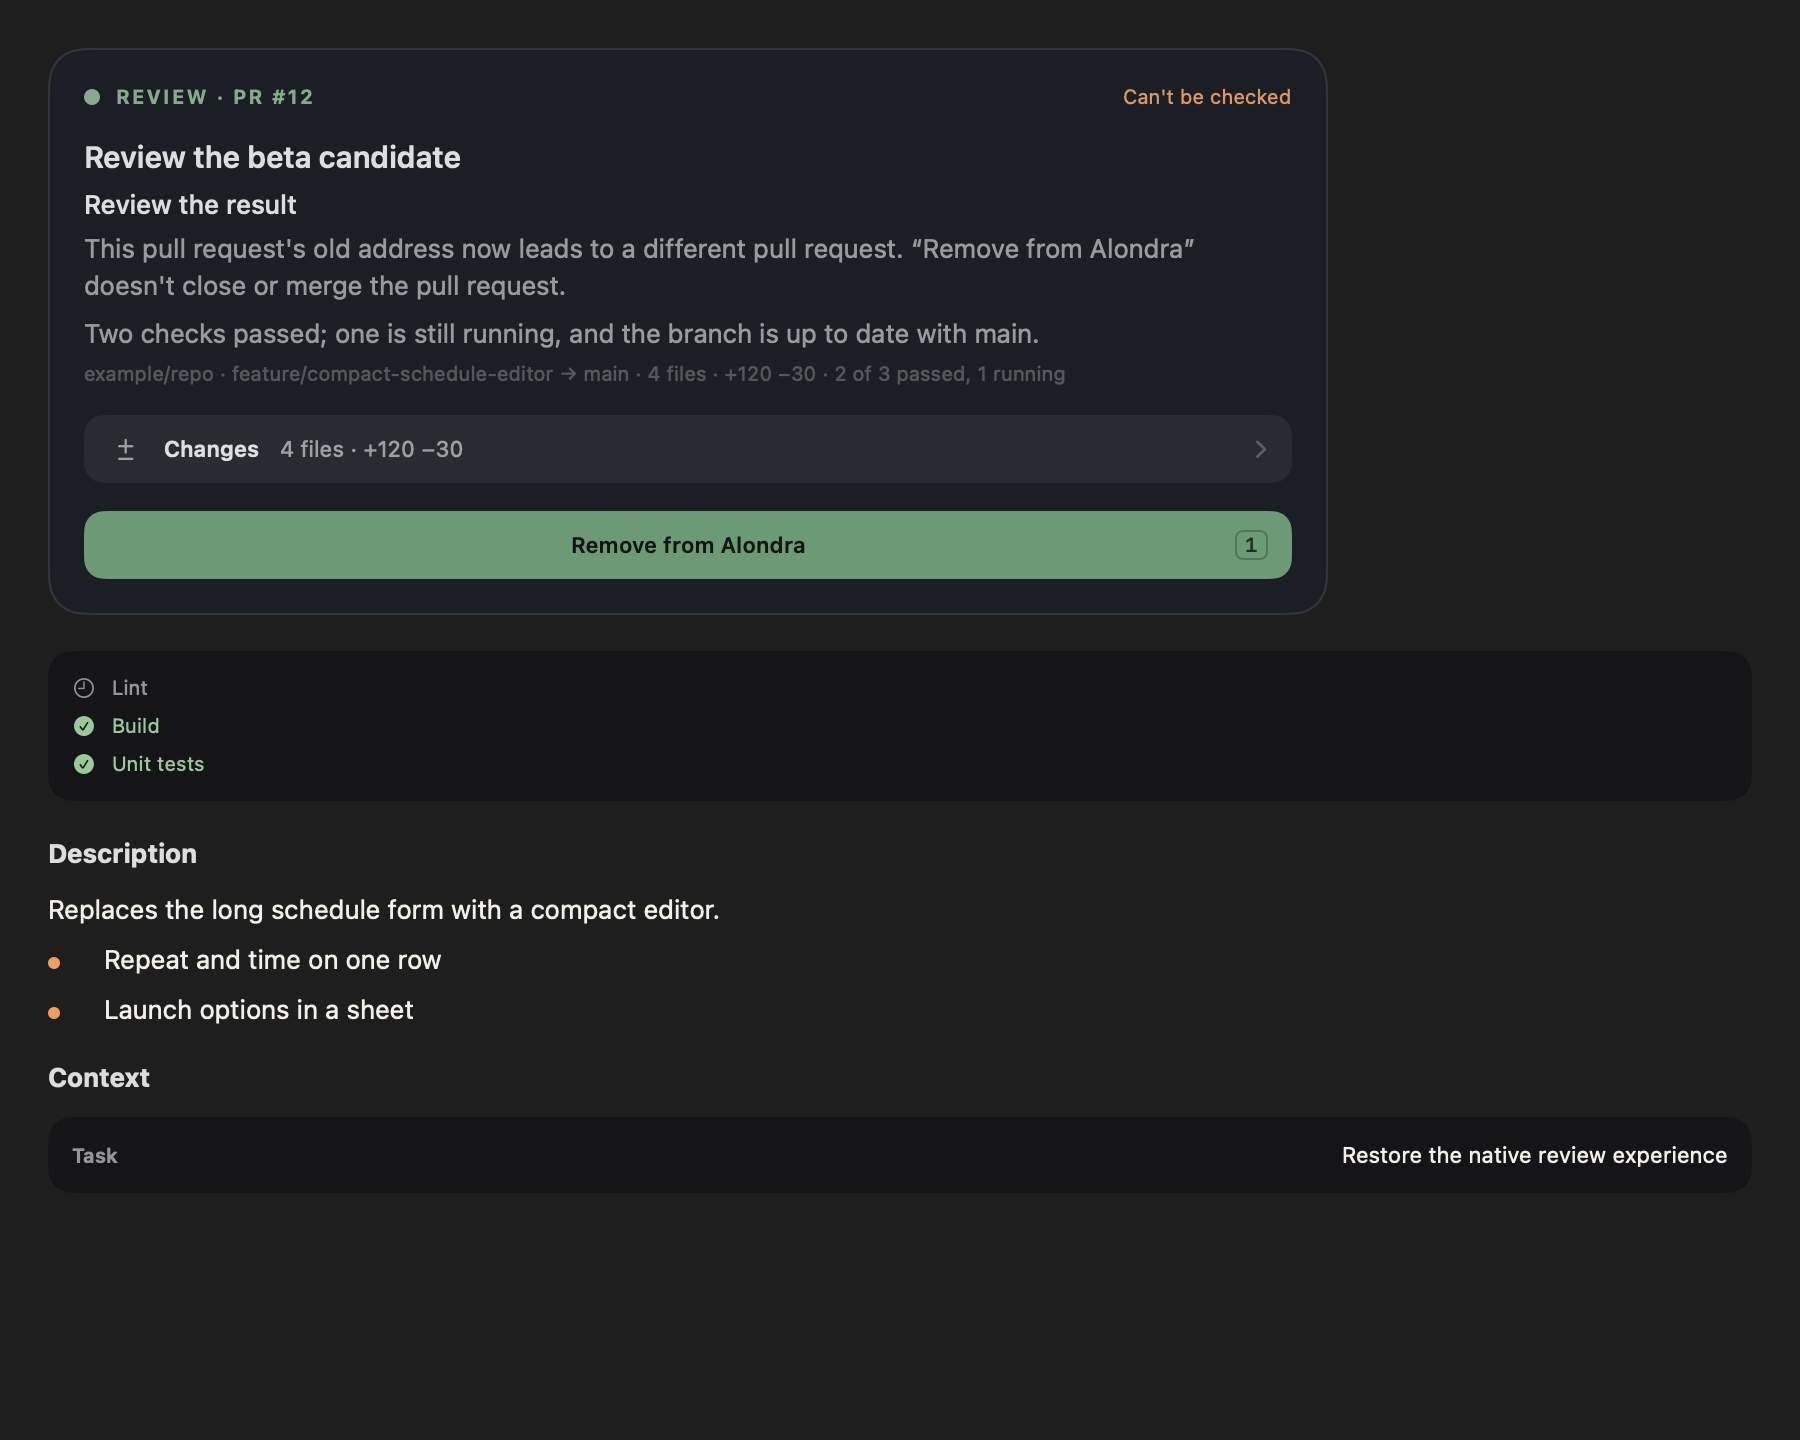 REVIEW · PR #12
Can't be checked
Review the beta candidate
Review the result
This pull request's old address now leads to a different pull request. “Remove from Alondra”
doesn't close or merge the pull request.
Two checks passed; one is still running, and the branch is up to date with main.
example/repo · feature/compact-schedule-editor → main · 4 files · +120 −30 · 2 of 3 passed, 1 running
± Changes 4 files · +120 −30
Remove from Alondra 1
Lint
Build
Unit tests
Description
Replaces the long schedule form with a compact editor.
Repeat and time on one row
Launch options in a sheet
Context
Task
Restore the native review experience